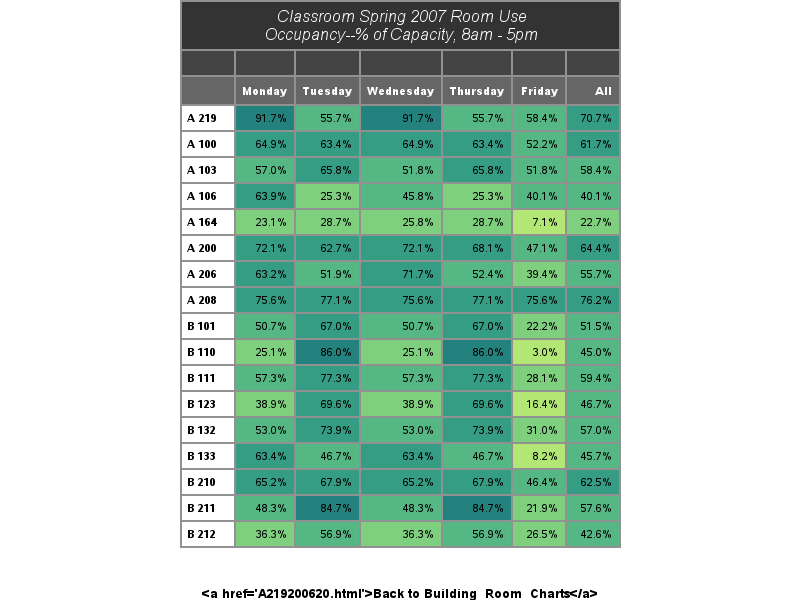 Classroom Spring 2007 Room Use
Occupancy--% of Capacity, 8am - 5pm
Monday Tuesday Wednesday Thursday Friday All
A 219 91.7% 55.7% 91.7% 55.7% 58.4% 70.7%
A 100 64.9% 63.4% 64.9% 63.4% 52.2% 61.7%
A 103 57.0% 65.8% 51.8% 65.8% 51.8% 58.4%
A 106 63.9% 25.3% 45.8% 25.3% 40.1% 40.1%
A 164 23.1% 28.7% 25.8% 28.7% 7.1% 22.7%
A 200 72.1% 62.7% 72.1% 68.1% 47.1% 64.4%
A 206 63.2% 51.9% 71.7% 52.4% 39.4% 55.7%
A 208 75.6% 77.1% 75.6% 77.1% 75.6% 76.2%
B 101 50.7% 67.0% 50.7% 67.0% 22.2% 51.5%
B 110 25.1% 86.0% 25.1% 86.0% 3.0% 45.0%
B 111 57.3% 77.3% 57.3% 77.3% 28.1% 59.4%
B 123 38.9% 69.6% 38.9% 69.6% 16.4% 46.7%
B 132 53.0% 73.9% 53.0% 73.9% 31.0% 57.0%
B 133 63.4% 46.7% 63.4% 46.7% 8.2% 45.7%
B 210 65.2% 67.9% 65.2% 67.9% 46.4% 62.5%
B 211 48.3% 84.7% 48.3% 84.7% 21.9% 57.6%
B 212 36.3% 56.9% 36.3% 56.9% 26.5% 42.6%
<a href='A219200620.html'>Back to Building_Room_Charts</a>